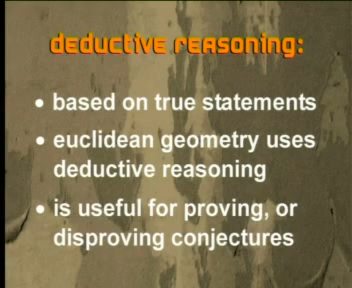 deductive reasoning:
• based on true statements
• euclidean geometry uses
deductive reasoning
• is useful for proving, or
disproving conjectures